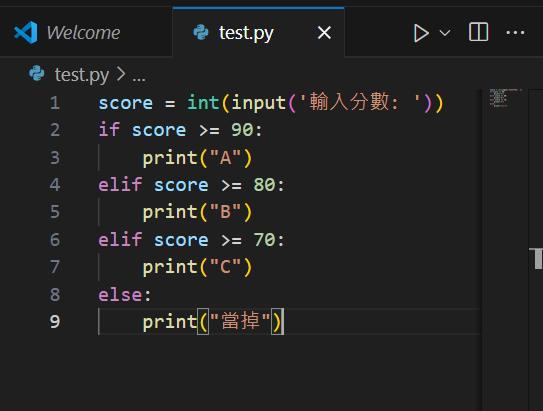 Welcome
test.py
test.py > ...
1 score = int(input('輸入分數: '))
2 if score >= 90:
3     print("A")
4 elif score >= 80:
5     print("B")
6 elif score >= 70:
7     print("C")
8 else:
9     print("當掉")